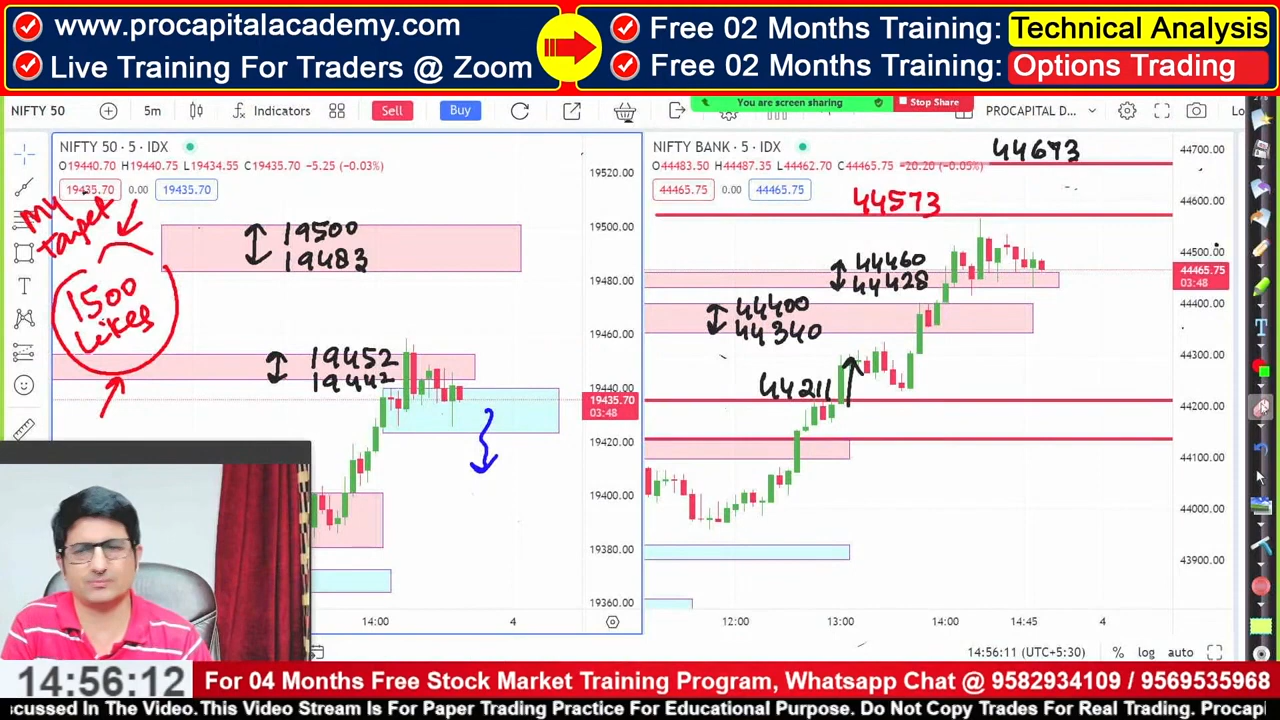 www.procapitalacademy.com
Live Training For Traders @ Zoom
Free 02 Months Training: Technical Analysis
Free 02 Months Training: Options Trading
NIFTY 50
5m
Indicators
Sell
Buy
You are screen sharing
Stop Share
PROCAPITAL D...
Lo
NIFTY 50 · 5 · IDX
O19440.70 H19440.75 L19434.55 C19435.70 -5.25 (-0.03%)
19435.70 0.00 19435.70
My
target
1500
Likes
19500
19483
19452
19442
19520.00
19500.00
19480.00
19460.00
19440.00
19435.70
03:48
19420.00
19400.00
19380.00
19360.00
14:00
4
NIFTY BANK · 5 · IDX
O44483.50 H44487.35 L44462.70 C44465.75 -20.20 (-0.05%)
44465.75 0.00 44465.75
44673
44573
44460
44428
44400
44340
44211
44700.00
44600.00
44500.00
44465.75
03:48
44400.00
44300.00
44200.00
44100.00
44000.00
43900.00
12:00
13:00
14:00
14:45
4
14:56:11 (UTC+5:30)
%
log
auto
14:56:12
For 04 Months Free Stock Market Training Program, Whatsapp Chat @ 9582934109 / 9569535968
cussed In The Video.This Video Stream Is For Paper Trading Practice For Educational Purpose. Do Not Copy Trades For Real Trading. Procapi